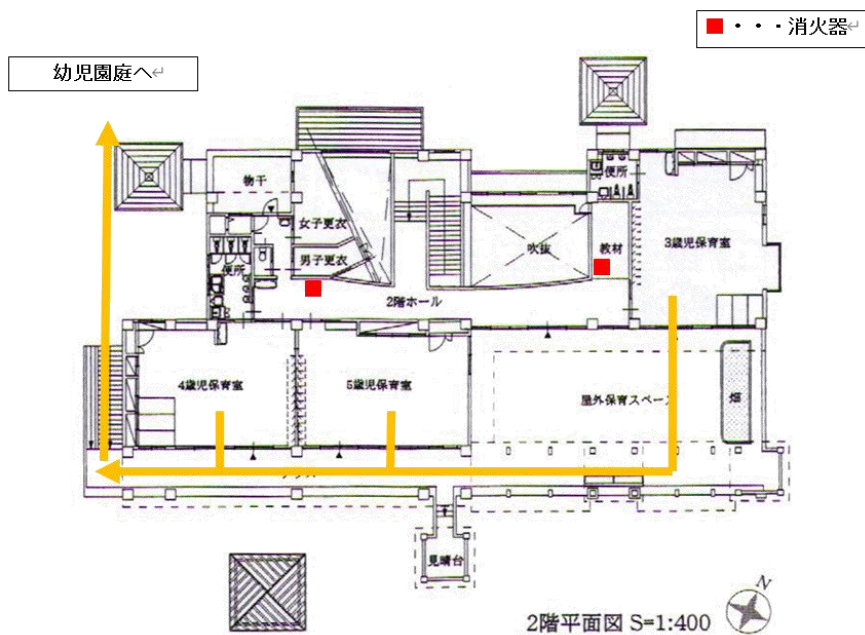 ■・・・消火器↵
幼児園庭へ↵
物干
便所
女子更衣
吹抜
教材
3歳児保育室
便所
男子更衣
2階ホール
4歳児保育室
5歳児保育室
屋外保育スペース
畑
見晴台
N
2階平面図 S=1:400